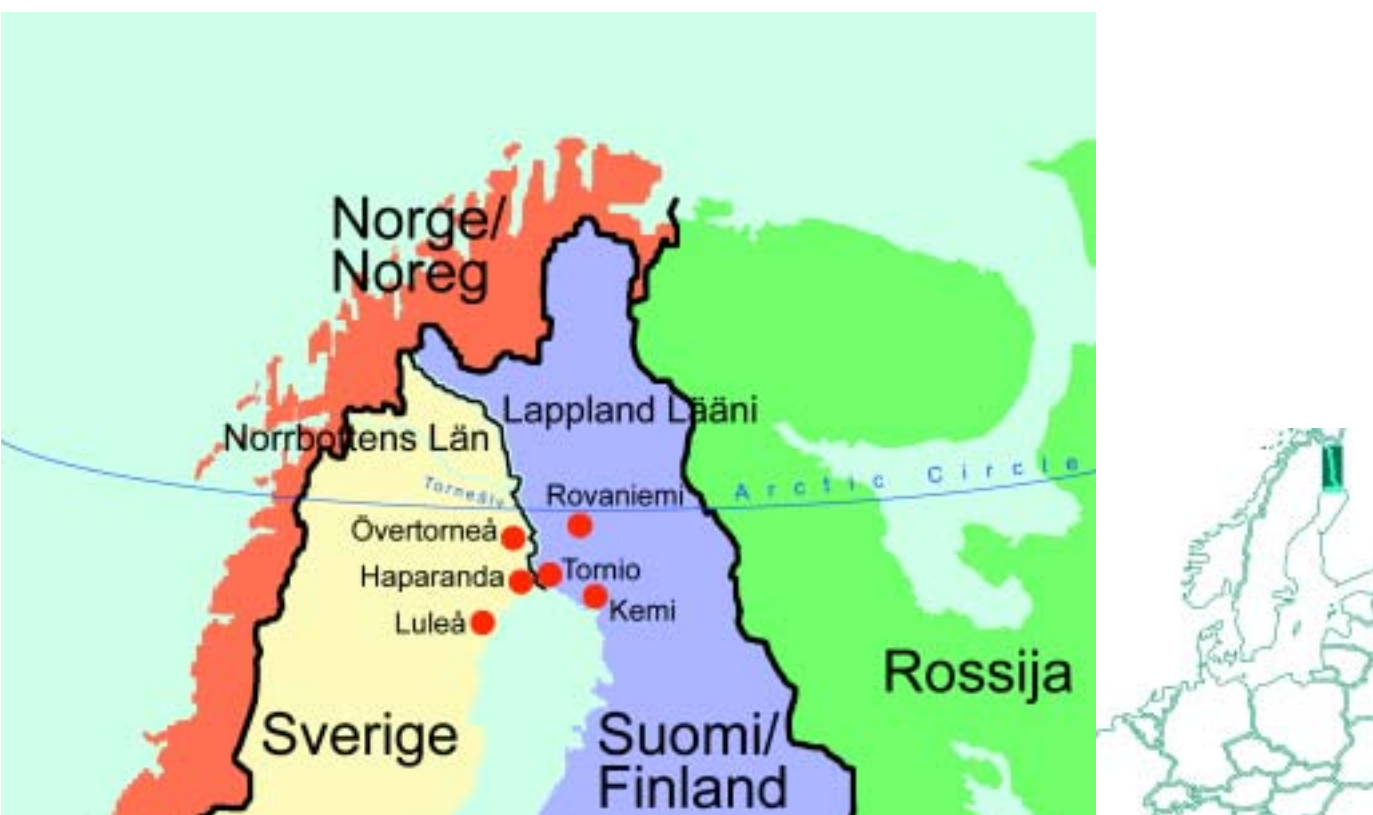 Norge/
Noreg
Lappland Lääni
Norrbottens Län
Arctic Circle
Torneälv
Rovaniemi
Övertorneå
Haparanda
Tornio
Luleå
Kemi
Rossija
Sverige
Suomi/
Finland